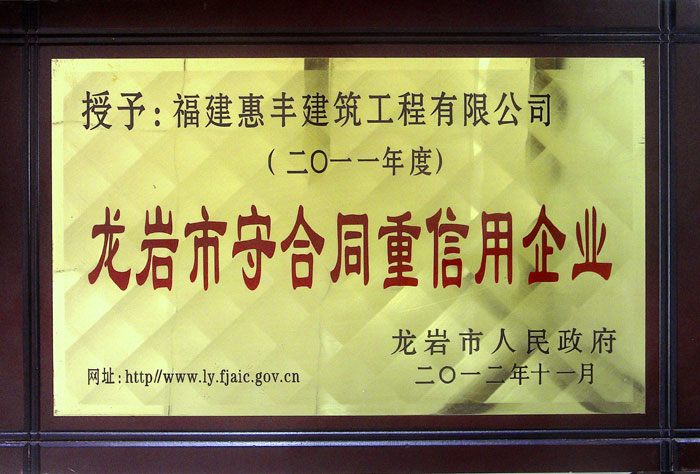 授予：福建惠丰建筑工程有限公司
（二〇一一年度）
龙岩市守合同重信用企业
龙岩市人民政府
二〇一二年十一月
网址：http//www.ly.fjaic.gov.cn